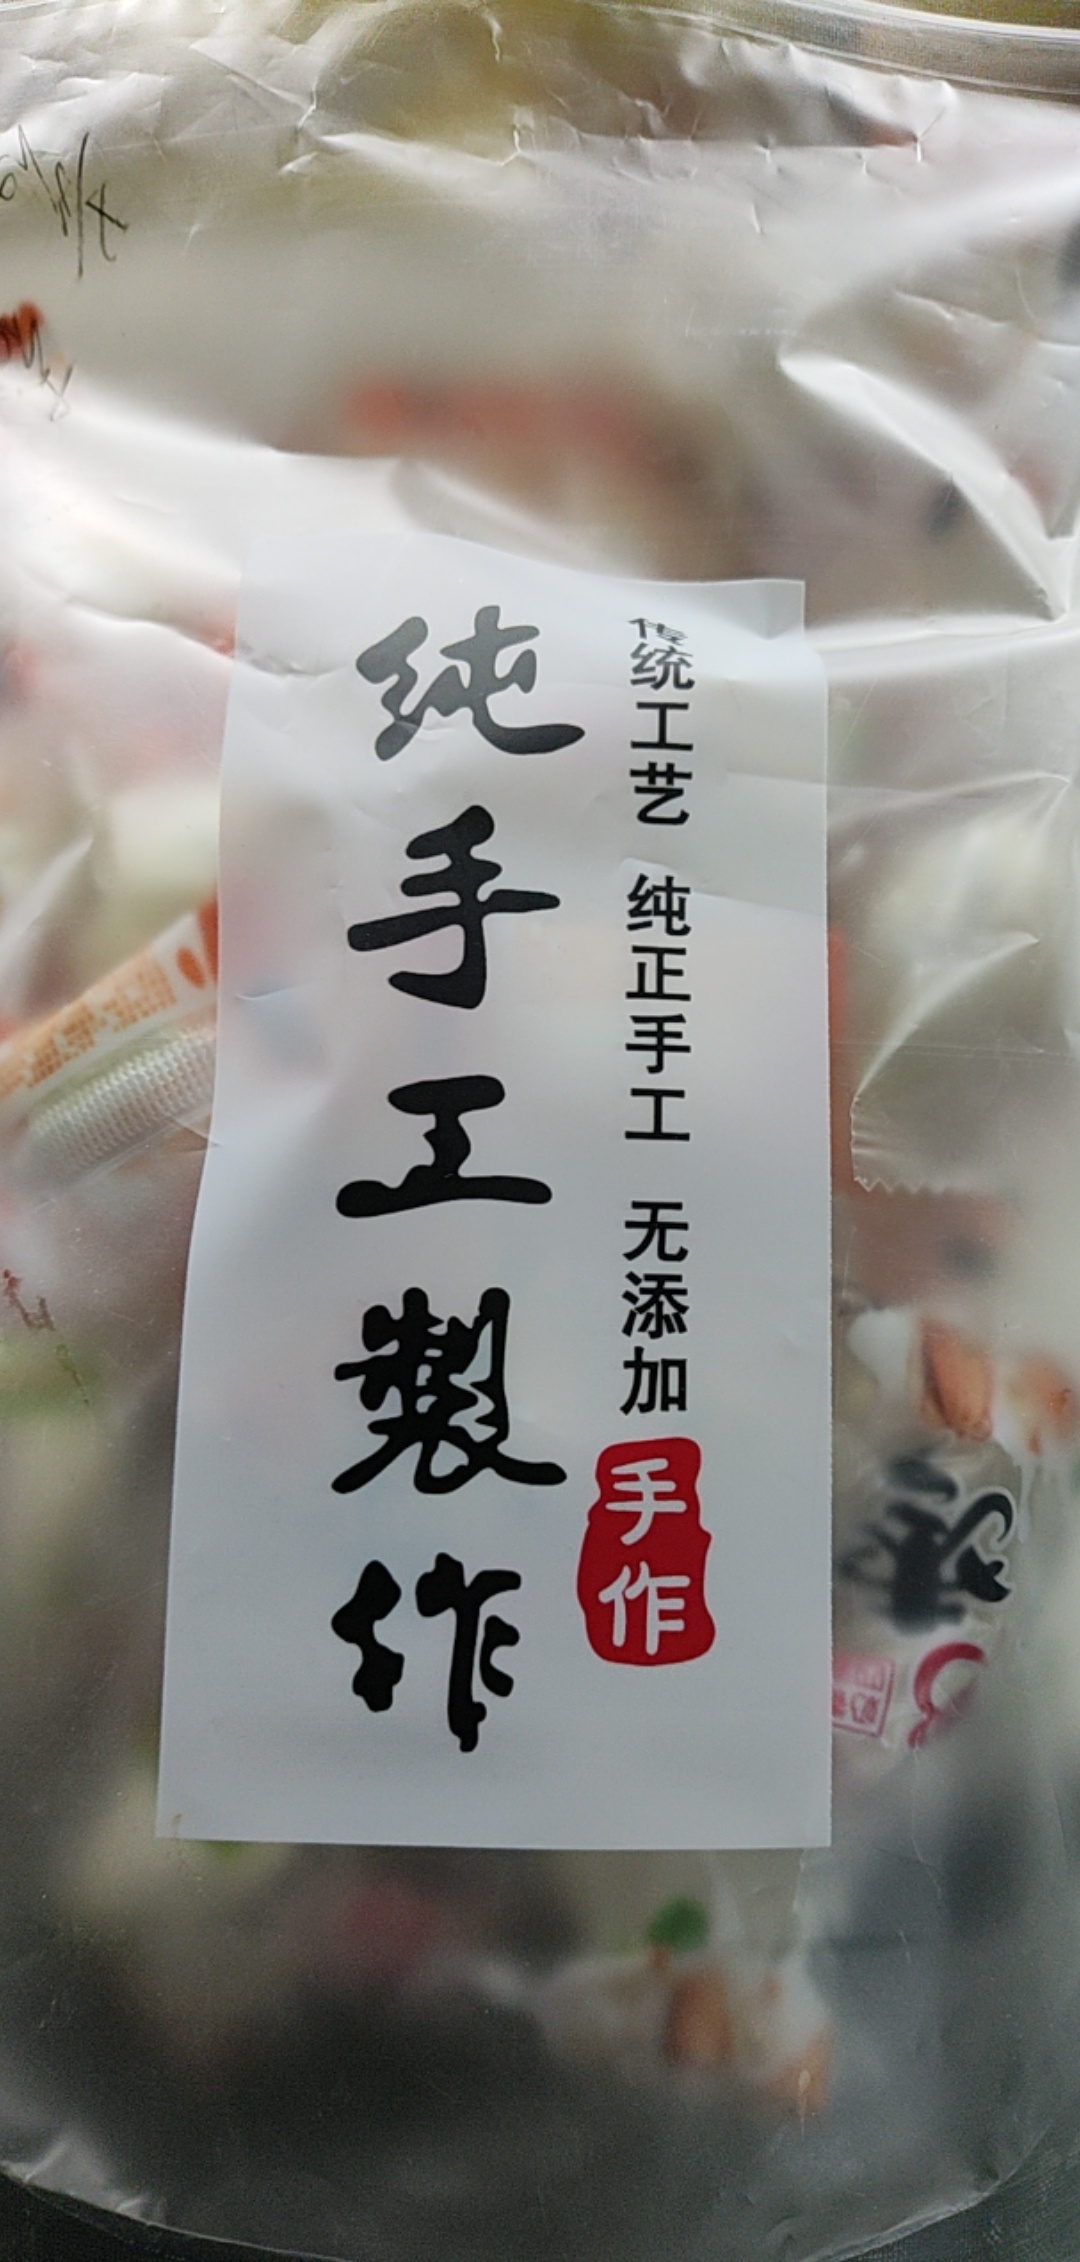 传统工艺 纯正手工 无添加
手作
纯手工製作